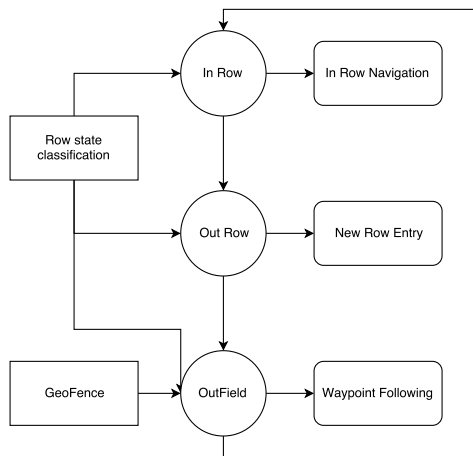 In Row
In Row Navigation
Row state
classification
Out Row
New Row Entry
GeoFence
OutField
Waypoint Following